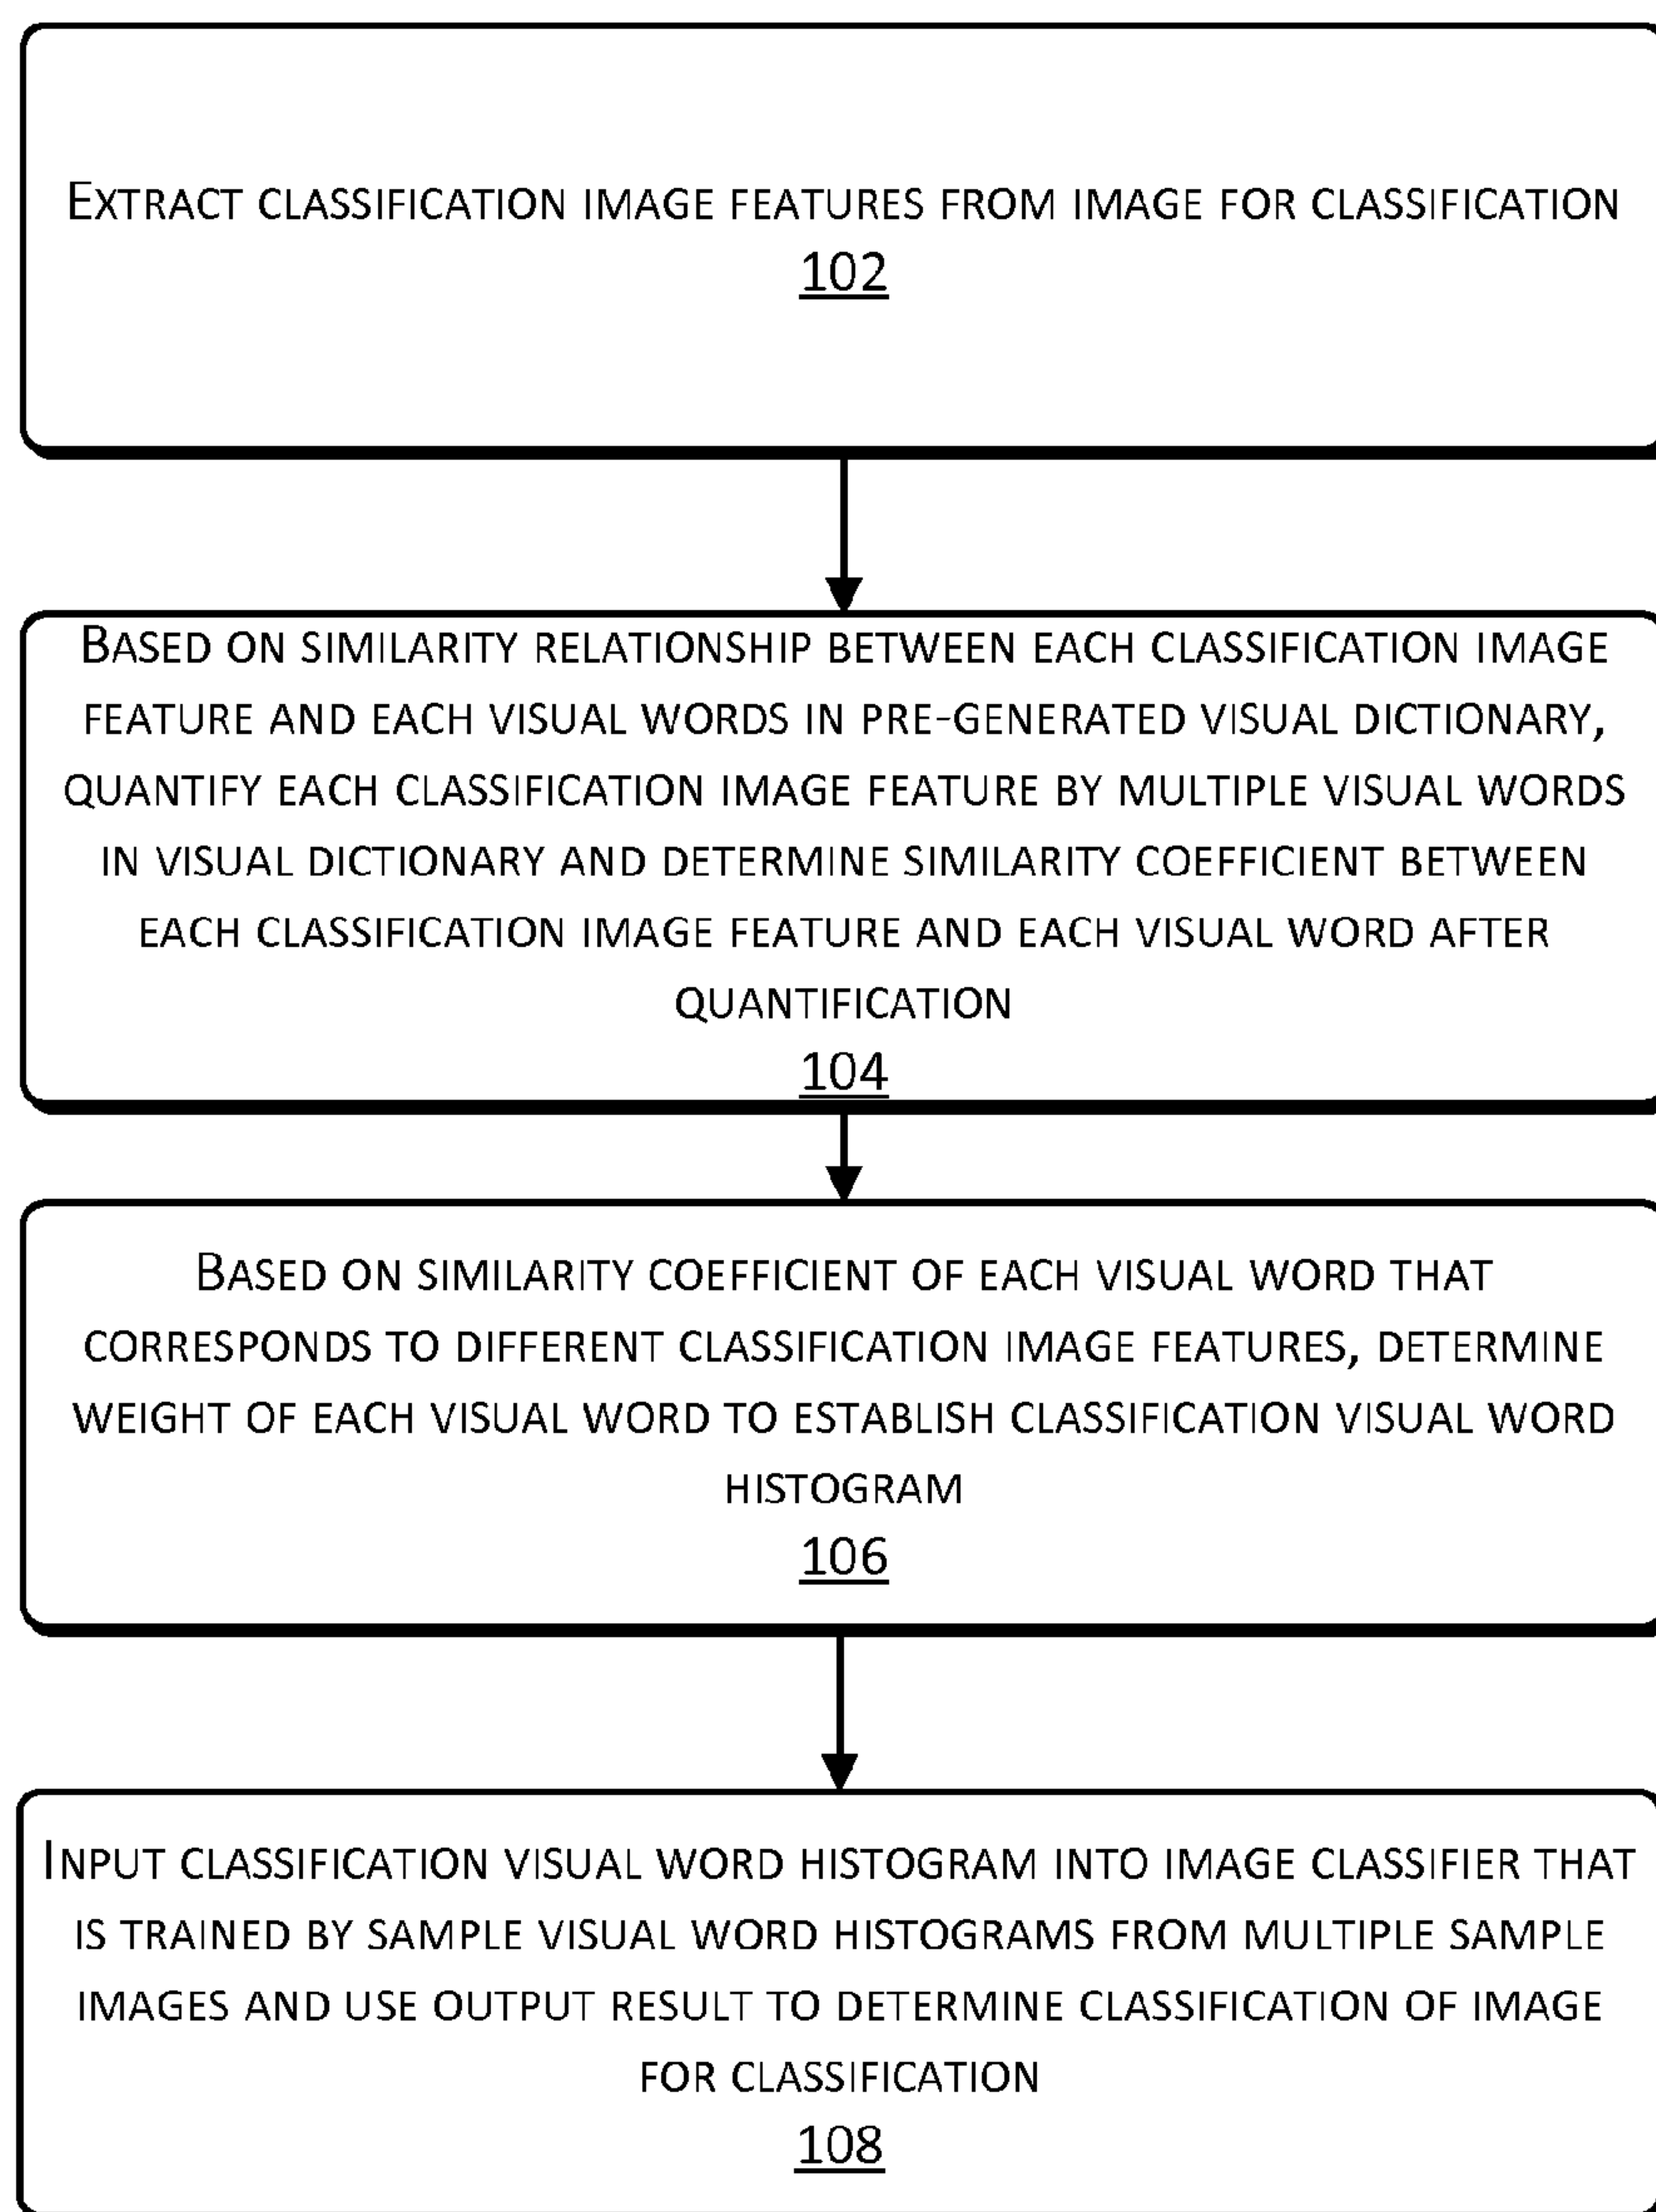 Extract classification image features from image for classification
102
Based on similarity relationship between each classification image
feature and each visual words in pre-generated visual dictionary,
quantify each classification image feature by multiple visual words
in visual dictionary and determine similarity coefficient between
each classification image feature and each visual word after
quantification
104
Based on similarity coefficient of each visual word that
corresponds to different classification image features, determine
weight of each visual word to establish classification visual word
histogram
106
Input classification visual word histogram into image classifier that
is trained by sample visual word histograms from multiple sample
images and use output result to determine classification of image
for classification
108